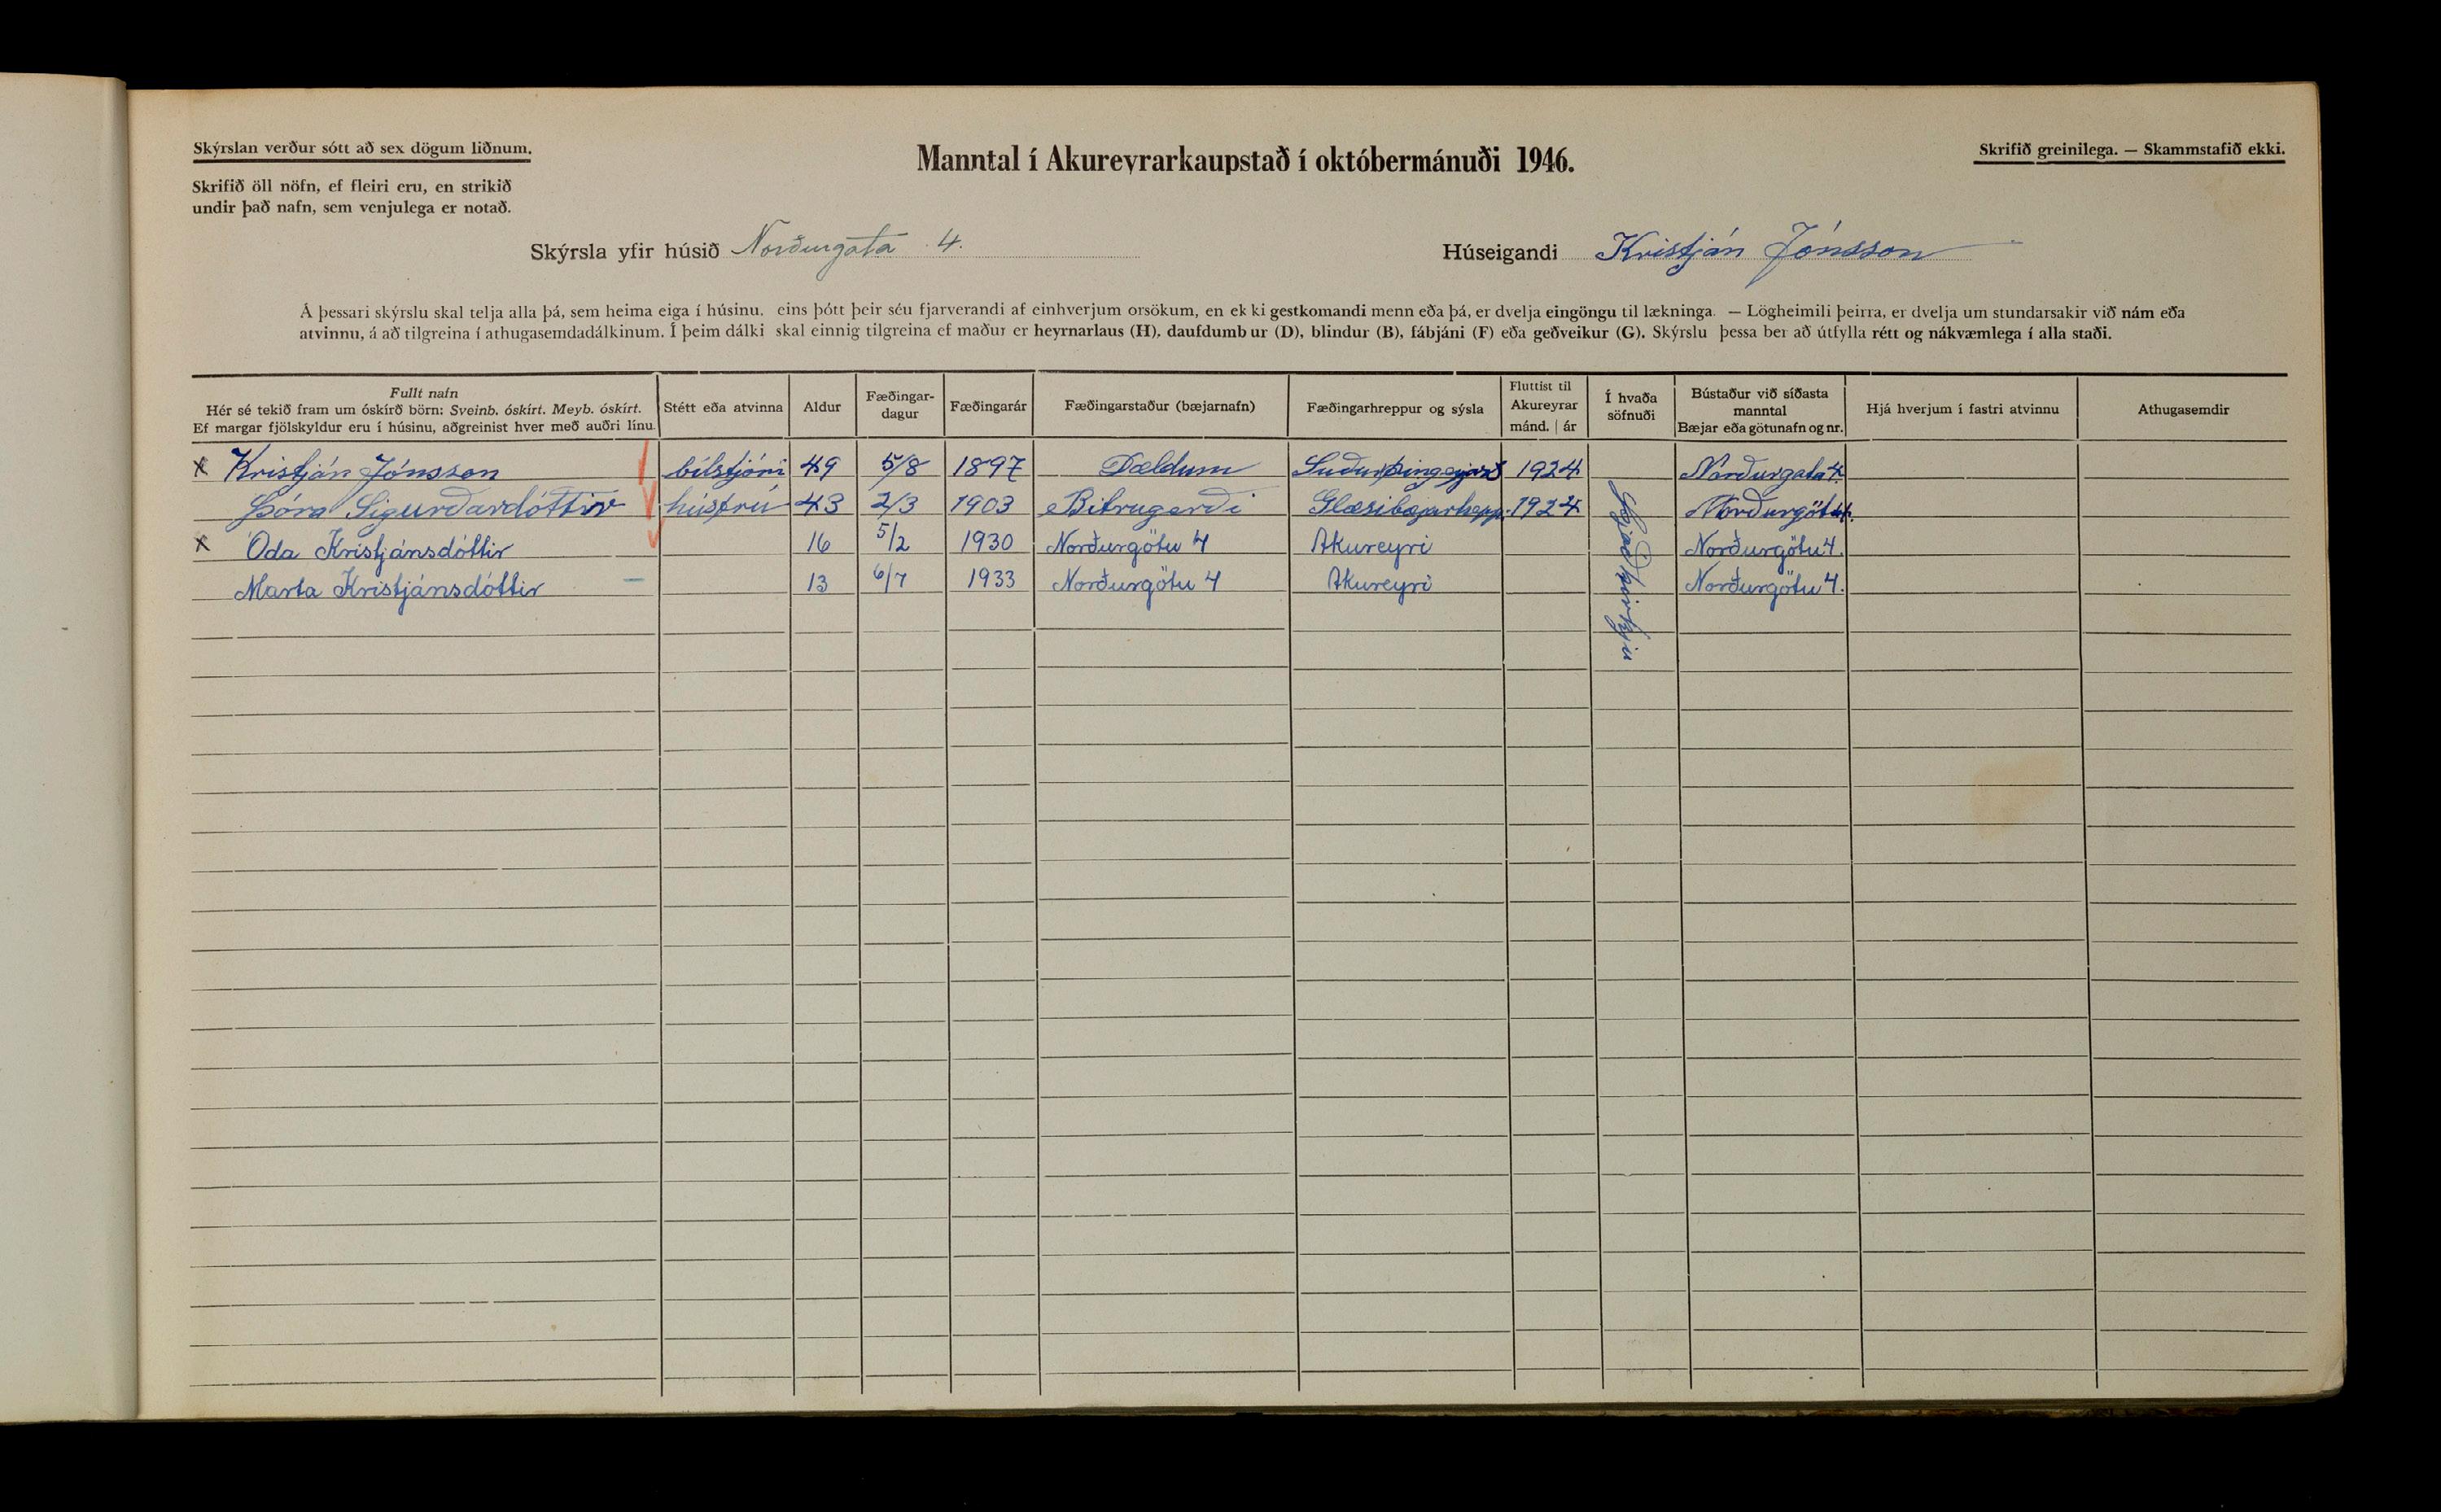 Skýrslan verður sótt að sex dögum liðnum.
Manntal í Akureyrarkaupstað í októbermánuði 1946.
Skrifið greinilega. — Skammstafið ekki.
Skrifið öll nöfn, ef fleiri eru, en strikið
undir það nafn, sem venjulega er notað.
Skýrsla yfir húsið Norðurgata 4.
Húseigandi Kristján Jónsson
Á þessari skýrslu skal telja alla þá, sem heima eiga í húsinu, eins þótt þeir séu fjarverandi af einhverjum orsökum, en ekki gestkomandi menn eða þá, er dvelja eingöngu til lækninga. — Lögheimili þeirra, er dvelja um stundarsakir við nám eða
atvinnu, á að tilgreina í athugasemdadálkinum. Í þeim dálki skal einnig tilgreina ef maður er heyrnarlaus (H), daufdumbur (D), blindur (B), fábjáni (F) eða geðveikur (G). Skýrslu þessa ber að útfylla rétt og nákvæmlega í alla staði.
Fullt nafn
Hér sé tekið fram um óskírð börn: Sveinb. óskírt. Meyb. óskírt.
Ef margar fjölskyldur eru í húsinu, aðgreinist hver með auðri línu.
Stétt eða atvinna
Aldur
Fæðingar-
dagur
Fæðingarár
Fæðingarstaður (bæjarnafn)
Fæðingarhreppur og sýsla
Fluttist til
Akureyrar
mánd. | ár
Í hvaða
söfnuði
Bústaður við síðasta
manntal
Bæjar eða götunafn og nr.
Hjá hverjum í fastri atvinnu
Athugasemdir
x Kristján Jónsson bílstjóri 49 5/8 1897 Dældum 1924 Norðurgata 4.
Þóra Sigurðardóttir húsfrú 43 2/3 1903 Bitrugerði Glæsibæjarhepp. 1924 Norðurgötu 4.
x Oda Kristjánsdóttir 16 5/2 1930 Norðurgötu 4 Akureyri Norðurgötu 4.
Marta Kristjánsdóttir 13 6/7 1933 Norðurgötu 4 Akureyri Norðurgötu 4.